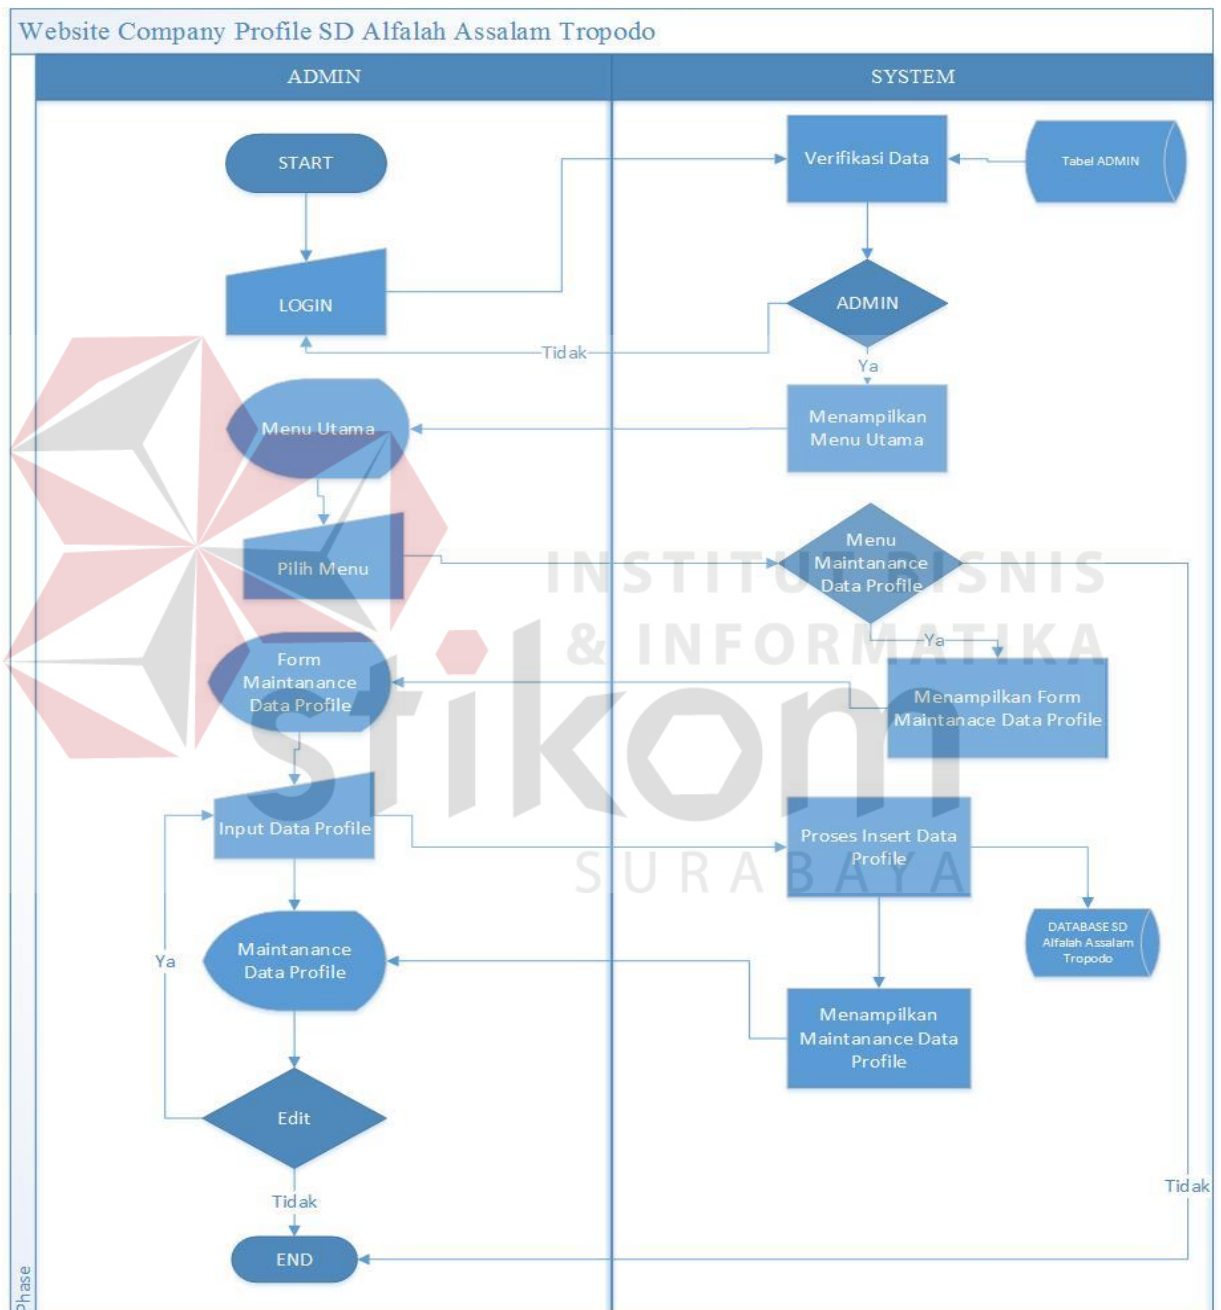 Website Company Profile SD Alfalah Assalam Tropodo
ADMIN
SYSTEM
START
Verifikasi Data
Tabel ADMIN
LOGIN
ADMIN
Tidak
Ya
Menu Utama
Menampilkan
Menu Utama
Pilih Menu
Menu
Maintanance
Data Profile
INSTITUT BISNIS
& INFORMATIKA
stikom
SURABAYA
Ya
Form
Maintanance
Data Profile
Menampilkan Form
Maintanace Data Profile
Input Data Profile
Proses Insert Data
Profile
DATABASE SD
Alfalah Assalam
Tropodo
Ya
Maintanance
Data Profile
Menampilkan
Maintanance Data
Profile
Edit
Tidak
Tidak
END
Phase